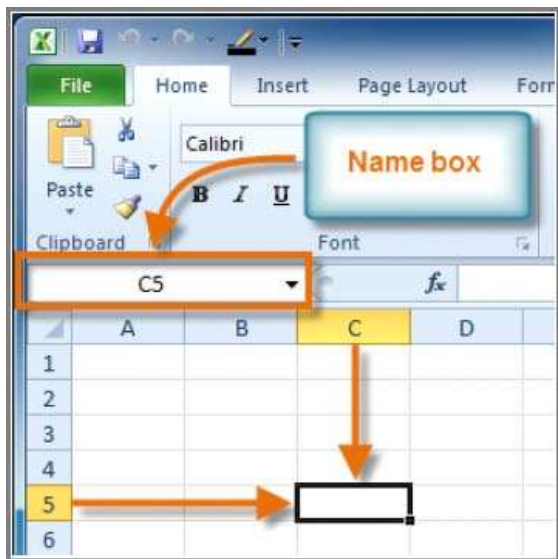 File Home Insert Page Layout Form
Calibri
Name box
Paste
B I U
Clipboard Font
C5 fx
A B C D
1
2
3
4
5
6